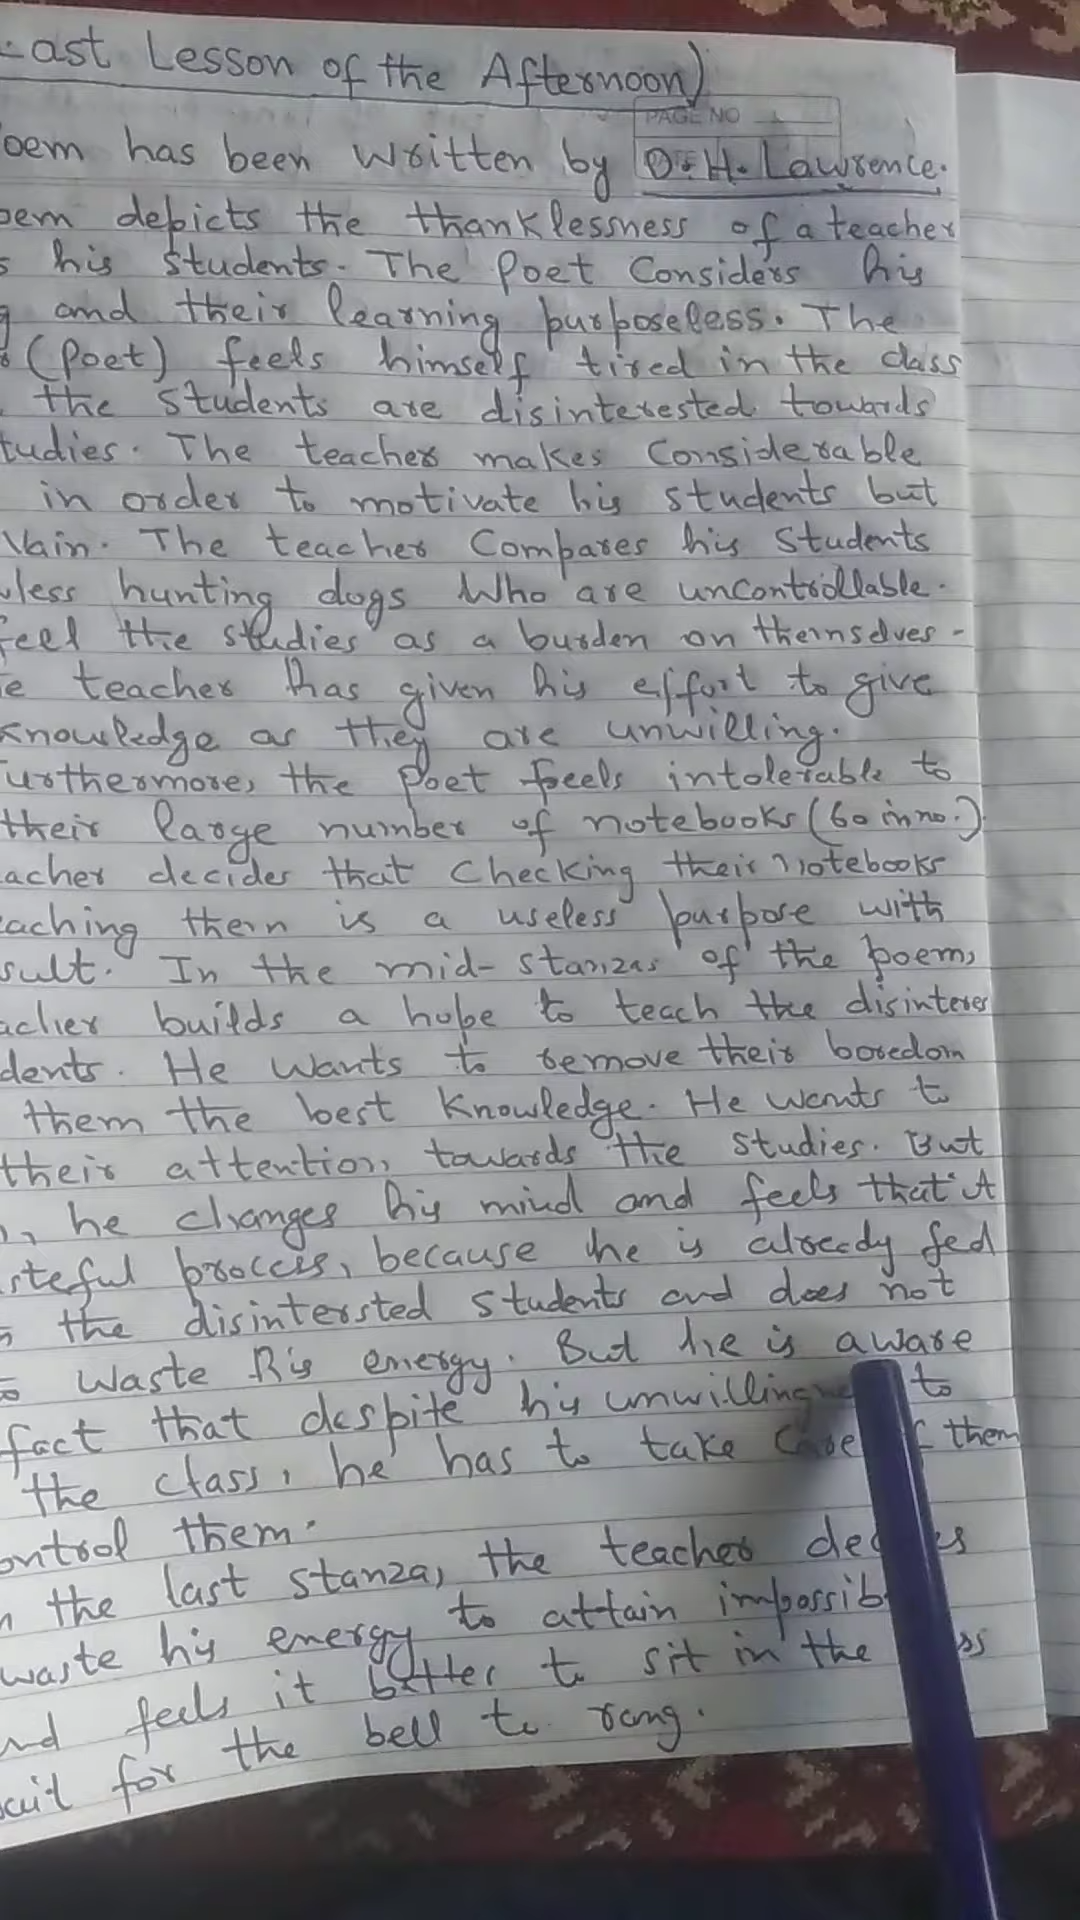 Last Lesson of the Afternoon)
PAGE NO
oem has been written by D.H. Lawrence.
oem depicts the thanklessness of a teacher
s his students. The Poet Considers his
g and their learning purposeless. The
(Poet) feels himself tired in the class
the students are disinterested towards
tudies. The teacher makes Considerable
in order to motivate his students but
Vain. The teacher Compares his Students
less hunting dogs Who are uncontrollable.
feel the studies as a burden on themselves-
e teacher has given his effort to give
knowledge as they are unwilling.
urthermore, the Poet feels intolerable to
their large number of notebooks (60 in no.)
acher decides that Checking their notebooks
eaching them is a useless purpose with
sult. In the mid-stanzas of the poem,
acher builds a hope to teach the disinteres
dents. He wants to remove their boredom
them the best Knowledge. He wants to
their attention towards the studies. But
he changes his mind and feels that it
steful process, because he is already fed
the disintersted students and does not
waste his energy. But he is aware
fact that despite his unwilling to
the class, he has to take Care f them
ontrol them.
n the last stanza, the teacher dec es
waste his energy to attain impossib
nd feels it better to sit in the ss
ait for the bell to rang.